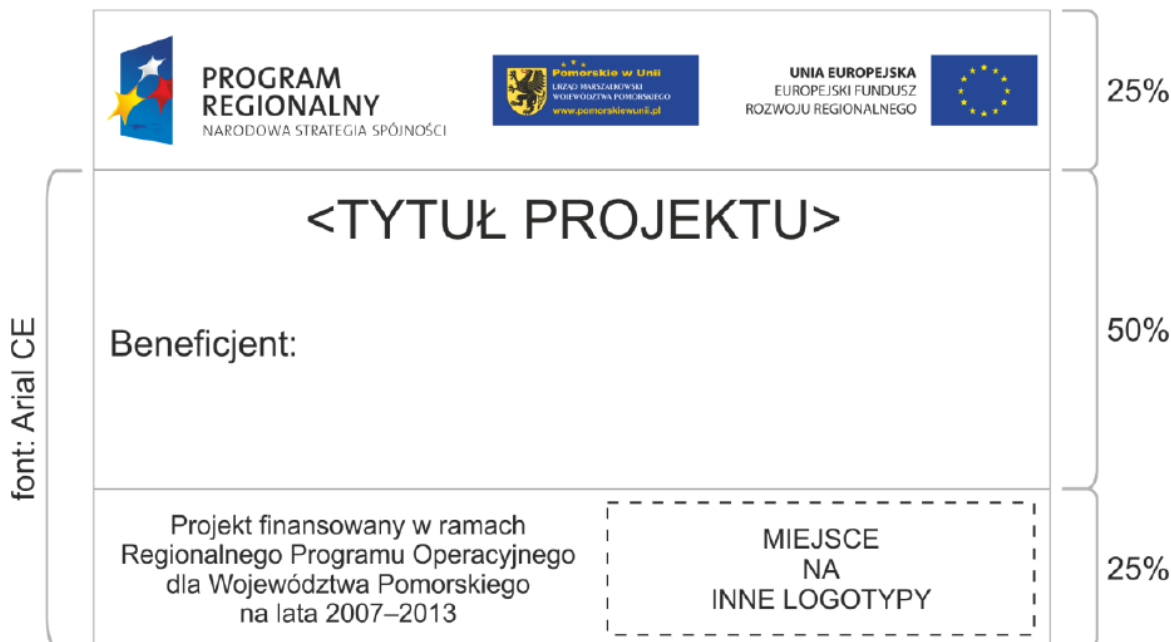 PROGRAM
REGIONALNY
NARODOWA STRATEGIA SPÓJNOŚCI
Pomorskie w Unii
URZĄD MARSZAŁKOWSKI
WOJEWÓDZTWA POMORSKIEGO
www.pomorskiewunii.pl
UNIA EUROPEJSKA
EUROPEJSKI FUNDUSZ
ROZWOJU REGIONALNEGO
25%
<TYTUŁ PROJEKTU>
Beneficjent:
50%
font: Arial CE
Projekt finansowany w ramach
Regionalnego Programu Operacyjnego
dla Województwa Pomorskiego
na lata 2007–2013
MIEJSCE
NA
INNE LOGOTYPY
25%